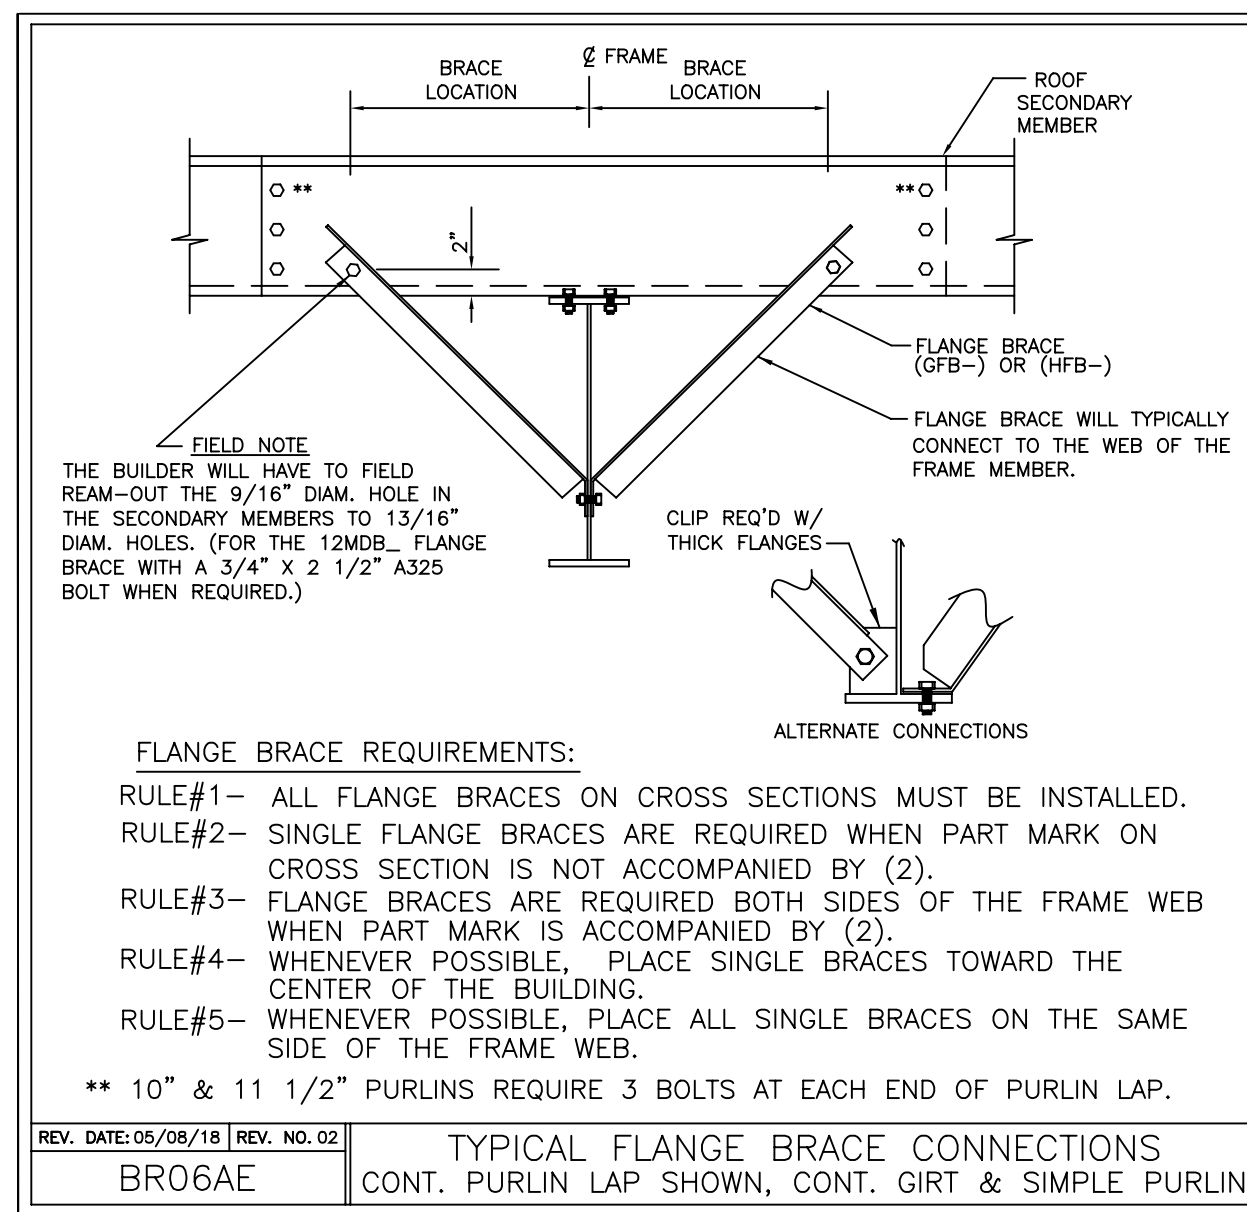 ℄ FRAME
BRACE
LOCATION
BRACE
LOCATION
ROOF
SECONDARY
MEMBER
**
**
2"
FLANGE BRACE
(GFB-) OR (HFB-)
FLANGE BRACE WILL TYPICALLY
CONNECT TO THE WEB OF THE
FRAME MEMBER.
FIELD NOTE
THE BUILDER WILL HAVE TO FIELD
REAM-OUT THE 9/16" DIAM. HOLE IN
THE SECONDARY MEMBERS TO 13/16"
DIAM. HOLES. (FOR THE 12MDB_ FLANGE
BRACE WITH A 3/4" X 2 1/2" A325
BOLT WHEN REQUIRED.)
CLIP REQ'D W/
THICK FLANGES
ALTERNATE CONNECTIONS
FLANGE BRACE REQUIREMENTS:
RULE#1- ALL FLANGE BRACES ON CROSS SECTIONS MUST BE INSTALLED.
RULE#2- SINGLE FLANGE BRACES ARE REQUIRED WHEN PART MARK ON
CROSS SECTION IS NOT ACCOMPANIED BY (2).
RULE#3- FLANGE BRACES ARE REQUIRED BOTH SIDES OF THE FRAME WEB
WHEN PART MARK IS ACCOMPANIED BY (2).
RULE#4- WHENEVER POSSIBLE, PLACE SINGLE BRACES TOWARD THE
CENTER OF THE BUILDING.
RULE#5- WHENEVER POSSIBLE, PLACE ALL SINGLE BRACES ON THE SAME
SIDE OF THE FRAME WEB.
** 10" & 11 1/2" PURLINS REQUIRE 3 BOLTS AT EACH END OF PURLIN LAP.
REV. DATE: 05/08/18 REV. NO. 02
BR06AE
TYPICAL FLANGE BRACE CONNECTIONS
CONT. PURLIN LAP SHOWN, CONT. GIRT & SIMPLE PURLIN